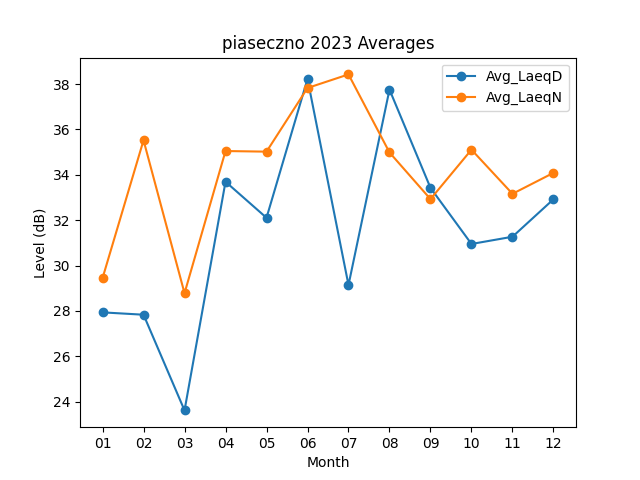 piaseczno 2023 Averages
Avg_LaeqD
Avg_LaeqN
Level (dB)
38
36
34
32
30
28
26
24
01 02 03 04 05 06 07 08 09 10 11 12
Month